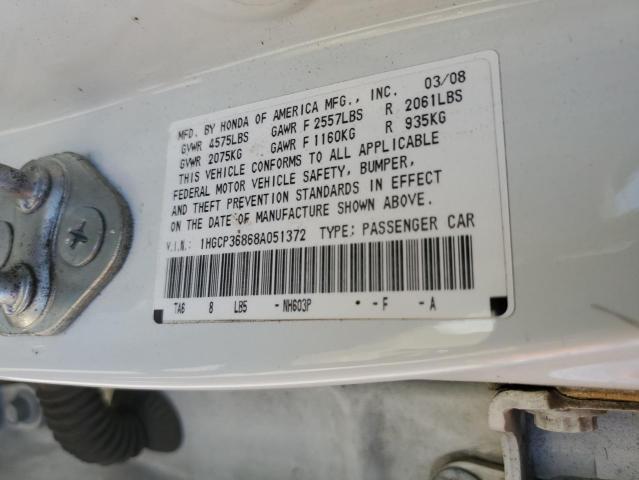 MFD. BY HONDA OF AMERICA MFG., INC. 03/08
GVWR 4575LBS GAWR F 2557LBS R 2061LBS
GVWR 2075KG GAWR F 1160KG R 935KG
THIS VEHICLE CONFORMS TO ALL APPLICABLE
FEDERAL MOTOR VEHICLE SAFETY, BUMPER,
AND THEFT PREVENTION STANDARDS IN EFFECT
ON THE DATE OF MANUFACTURE SHOWN ABOVE.
V.I.N.: 1HGCP36868A051372 TYPE: PASSENGER CAR
TA6 8 LB5 -NH603P * -F -A